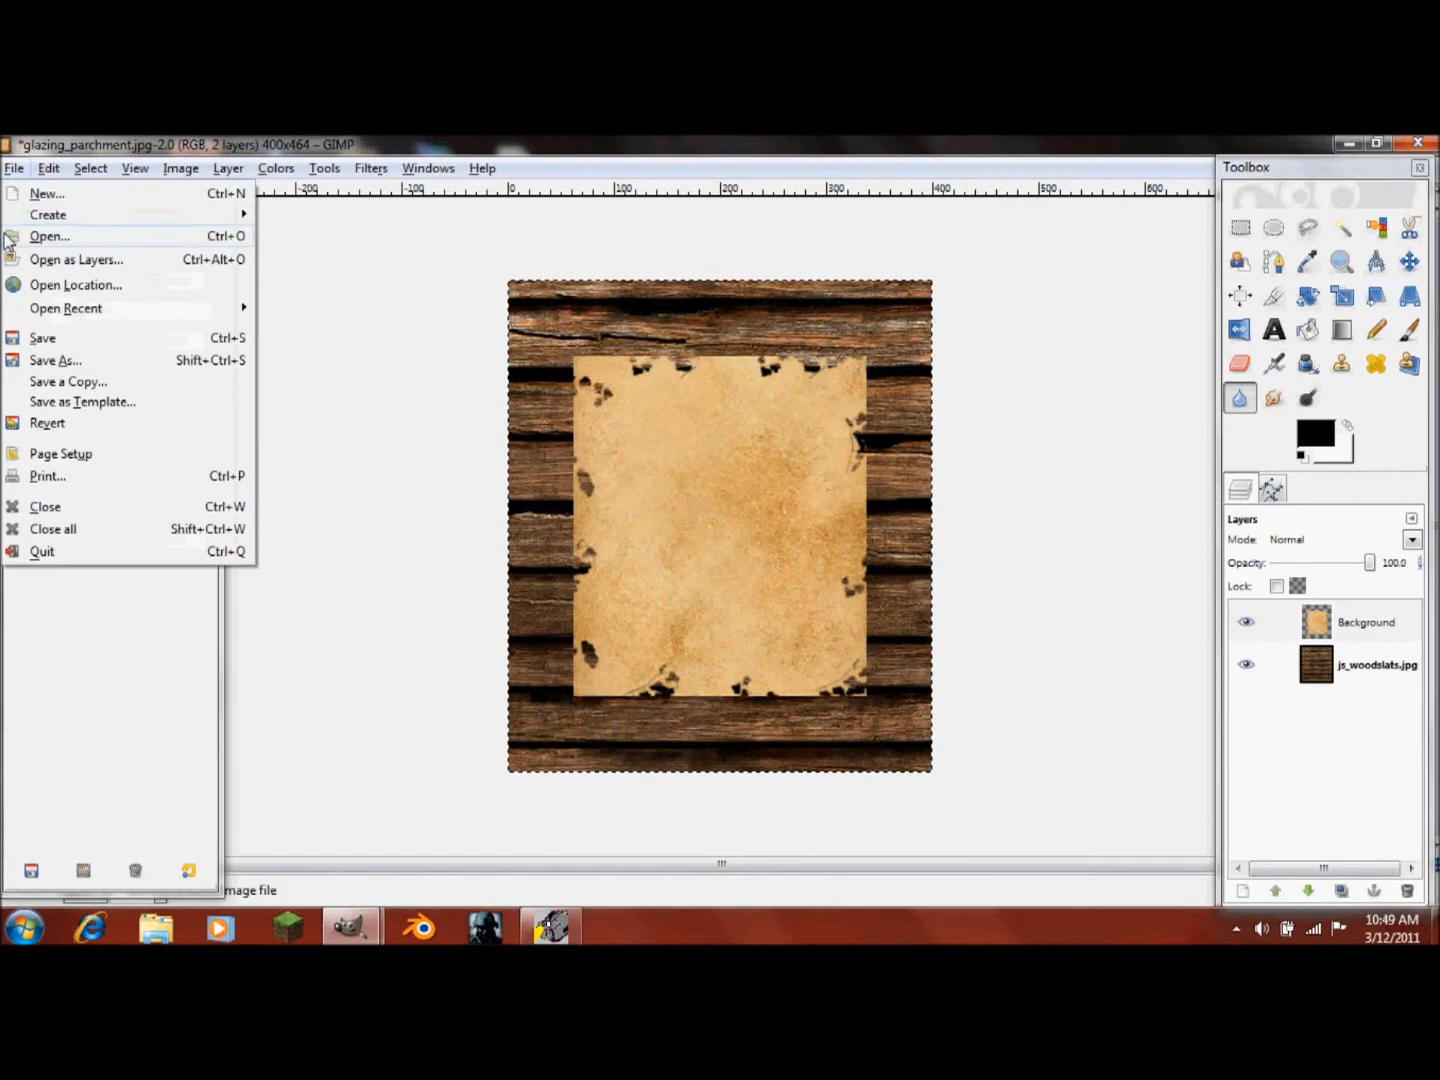 *glazing_parchment.jpg-2.0 (RGB, 2 layers) 400x464 – GIMP
File Edit Select View Image Layer Colors Tools Filters Windows Help
Toolbox
New... Ctrl+N
-200 -100 0 100 200 300 400 500 600
Create
Open... Ctrl+O
Open as Layers... Ctrl+Alt+O
Open Location...
Open Recent
Save Ctrl+S
Save As... Shift+Ctrl+S
Save a Copy...
Save as Template...
Revert
Page Setup
Print... Ctrl+P
Close Ctrl+W
Close all Shift+Ctrl+W
Quit Ctrl+Q
Layers
Mode: Normal
Opacity: 100.0
Lock:
Background
js_woodslats.jpg
mage file
10:49 AM
3/12/2011